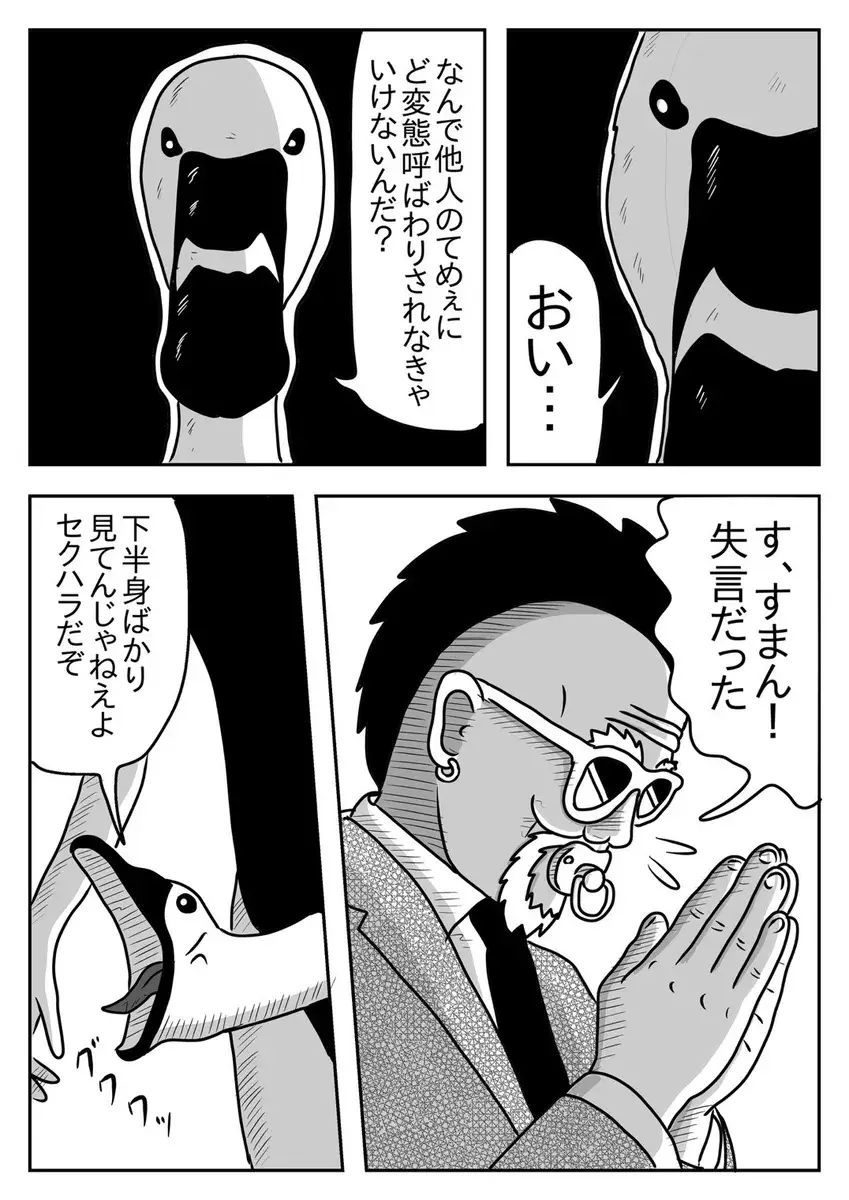 おい…
なんで他人のてめぇに
ど変態呼ばわりされなきゃ
いけないんだ?
す、すまん!
失言だった
下半身ばかり
見てんじゃねえよ
セクハラだぞ
グワワッ